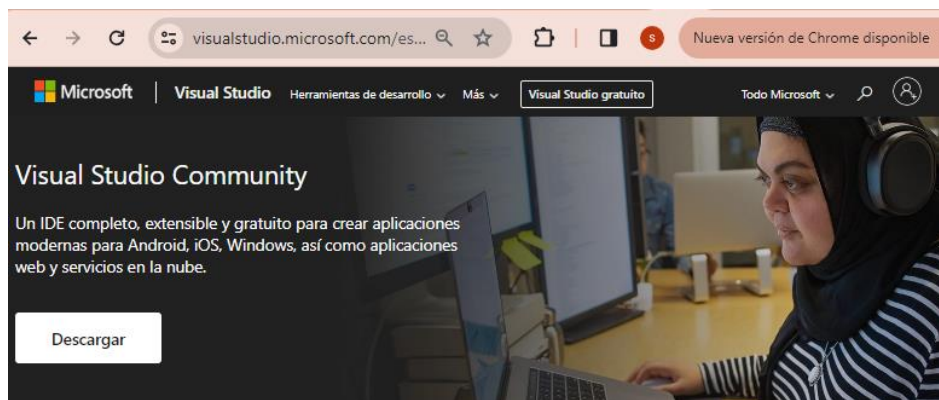 visualstudio.microsoft.com/es...
s
Nueva versión de Chrome disponible
Microsoft
Visual Studio
Herramientas de desarrollo
Más
Visual Studio gratuito
Todo Microsoft
Visual Studio Community
Un IDE completo, extensible y gratuito para crear aplicaciones
modernas para Android, iOS, Windows, así como aplicaciones
web y servicios en la nube.
Descargar